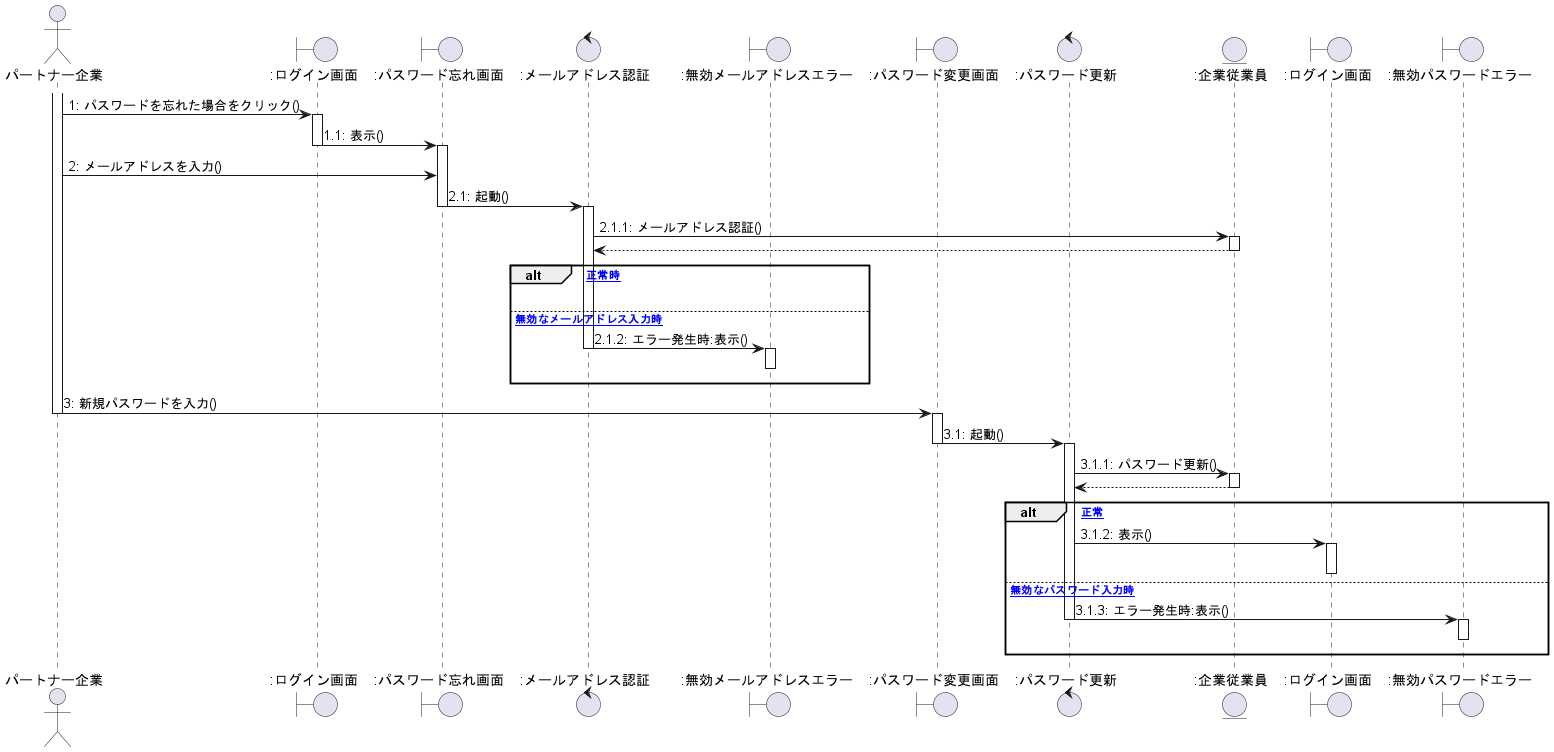 パートナー企業
:ログイン画面
:パスワード忘れ画面
:メールアドレス認証
:無効メールアドレスエラー
:パスワード変更画面
:パスワード更新
:企業従業員
:ログイン画面
:無効パスワードエラー
1: パスワードを忘れた場合をクリック()
1.1: 表示()
2: メールアドレスを入力()
2.1: 起動()
2.1.1: メールアドレス認証()
alt
正常時
無効なメールアドレス入力時
2.1.2: エラー発生時:表示()
3: 新規パスワードを入力()
3.1: 起動()
3.1.1: パスワード更新()
alt
正常
3.1.2: 表示()
無効なパスワード入力時
3.1.3: エラー発生時:表示()
パートナー企業
:ログイン画面
:パスワード忘れ画面
:メールアドレス認証
:無効メールアドレスエラー
:パスワード変更画面
:パスワード更新
:企業従業員
:ログイン画面
:無効パスワードエラー